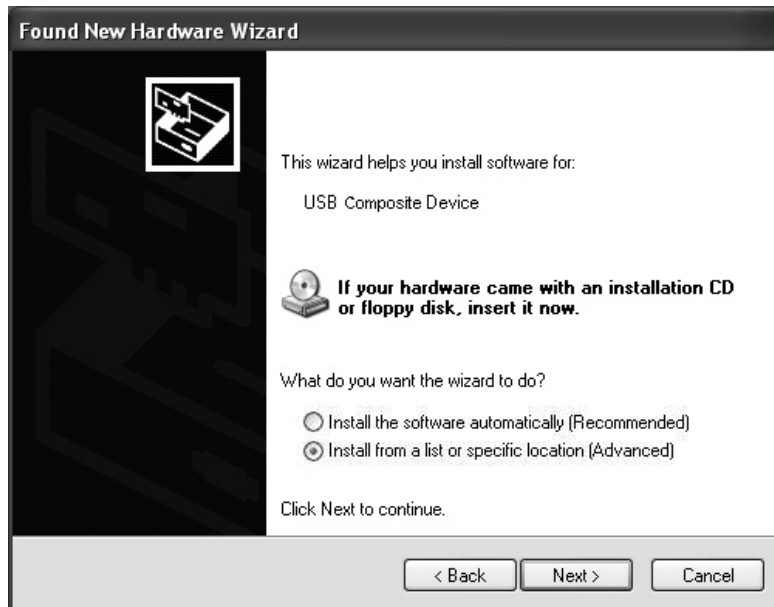 Found New Hardware Wizard
This wizard helps you install software for:
USB Composite Device
If your hardware came with an installation CD
or floppy disk, insert it now.
What do you want the wizard to do?
Install the software automatically (Recommended)
Install from a list or specific location (Advanced)
Click Next to continue.
< Back Next > Cancel